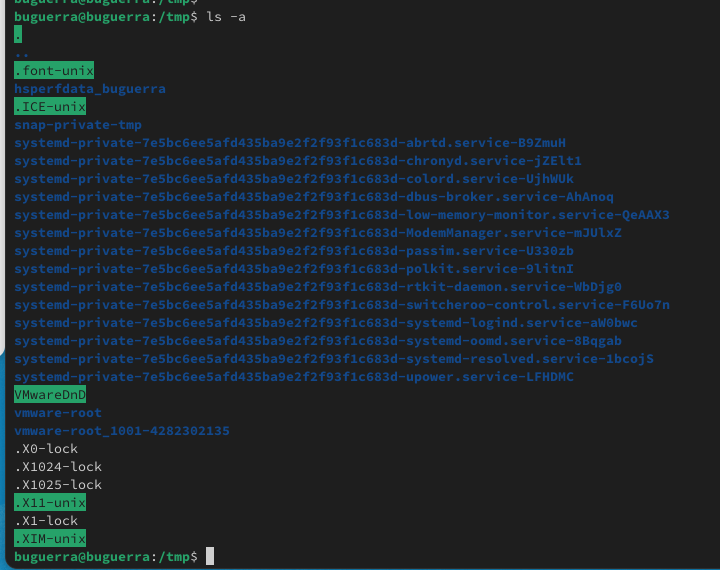 buguerra@buguerra:/tmp$
buguerra@buguerra:/tmp$ ls -a
.
..
.font-unix
hsperfdata_buguerra
.ICE-unix
snap-private-tmp
systemd-private-7e5bc6ee5afd435ba9e2f2f93f1c683d-abrtd.service-B9ZmuH
systemd-private-7e5bc6ee5afd435ba9e2f2f93f1c683d-chronyd.service-jZElt1
systemd-private-7e5bc6ee5afd435ba9e2f2f93f1c683d-colord.service-UjhWUk
systemd-private-7e5bc6ee5afd435ba9e2f2f93f1c683d-dbus-broker.service-AhAnoq
systemd-private-7e5bc6ee5afd435ba9e2f2f93f1c683d-low-memory-monitor.service-QeAAX3
systemd-private-7e5bc6ee5afd435ba9e2f2f93f1c683d-ModemManager.service-mJUlxZ
systemd-private-7e5bc6ee5afd435ba9e2f2f93f1c683d-passim.service-U330zb
systemd-private-7e5bc6ee5afd435ba9e2f2f93f1c683d-polkit.service-9litnI
systemd-private-7e5bc6ee5afd435ba9e2f2f93f1c683d-rtkit-daemon.service-WbDjg0
systemd-private-7e5bc6ee5afd435ba9e2f2f93f1c683d-switcheroo-control.service-F6Uo7n
systemd-private-7e5bc6ee5afd435ba9e2f2f93f1c683d-systemd-logind.service-aW0bwc
systemd-private-7e5bc6ee5afd435ba9e2f2f93f1c683d-systemd-oomd.service-8Bqgab
systemd-private-7e5bc6ee5afd435ba9e2f2f93f1c683d-systemd-resolved.service-1bcojS
systemd-private-7e5bc6ee5afd435ba9e2f2f93f1c683d-upower.service-LFHDMC
VMwareDnD
vmware-root
vmware-root_1001-4282302135
.X0-lock
.X1024-lock
.X1025-lock
.X11-unix
.X1-lock
.XIM-unix
buguerra@buguerra:/tmp$